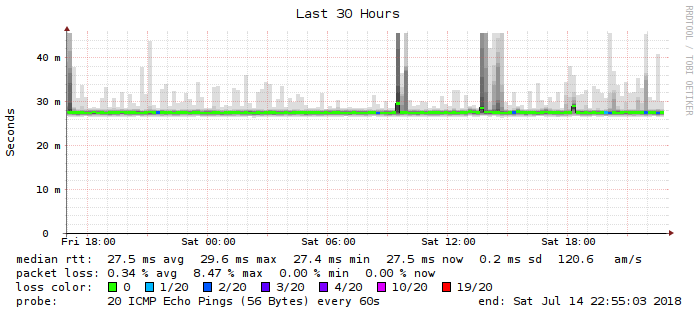 Last 30 Hours
RRDTOOL / TOBI OETIKER
Seconds
40 m
30 m
20 m
10 m
0
Fri 18:00 Sat 00:00 Sat 06:00 Sat 12:00 Sat 18:00
median rtt: 27.5 ms avg 29.6 ms max 27.4 ms min 27.5 ms now 0.2 ms sd 120.6 am/s
packet loss: 0.34 % avg 8.47 % max 0.00 % min 0.00 % now
loss color: 0 1/20 2/20 3/20 4/20 10/20 19/20
probe: 20 ICMP Echo Pings (56 Bytes) every 60s end: Sat Jul 14 22:55:03 2018